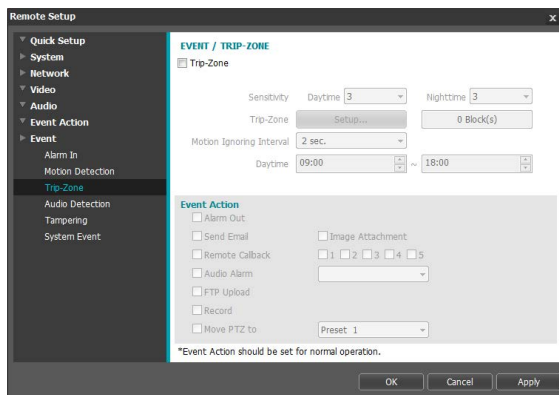 Remote Setup x
Quick Setup
System
Network
Video
Audio
Event Action
Event
Alarm In
Motion Detection
Trip-Zone
Audio Detection
Tampering
System Event
EVENT / TRIP-ZONE
Trip-Zone
Sensitivity Daytime 3 Nighttime 3
Trip-Zone Setup... 0 Block(s)
Motion Ignoring Interval 2 sec.
Daytime 09:00 ~ 18:00
Event Action
Alarm Out
Send Email Image Attachment
Remote Callback 1 2 3 4 5
Audio Alarm
FTP Upload
Record
Move PTZ to Preset 1
*Event Action should be set for normal operation.
OK Cancel Apply